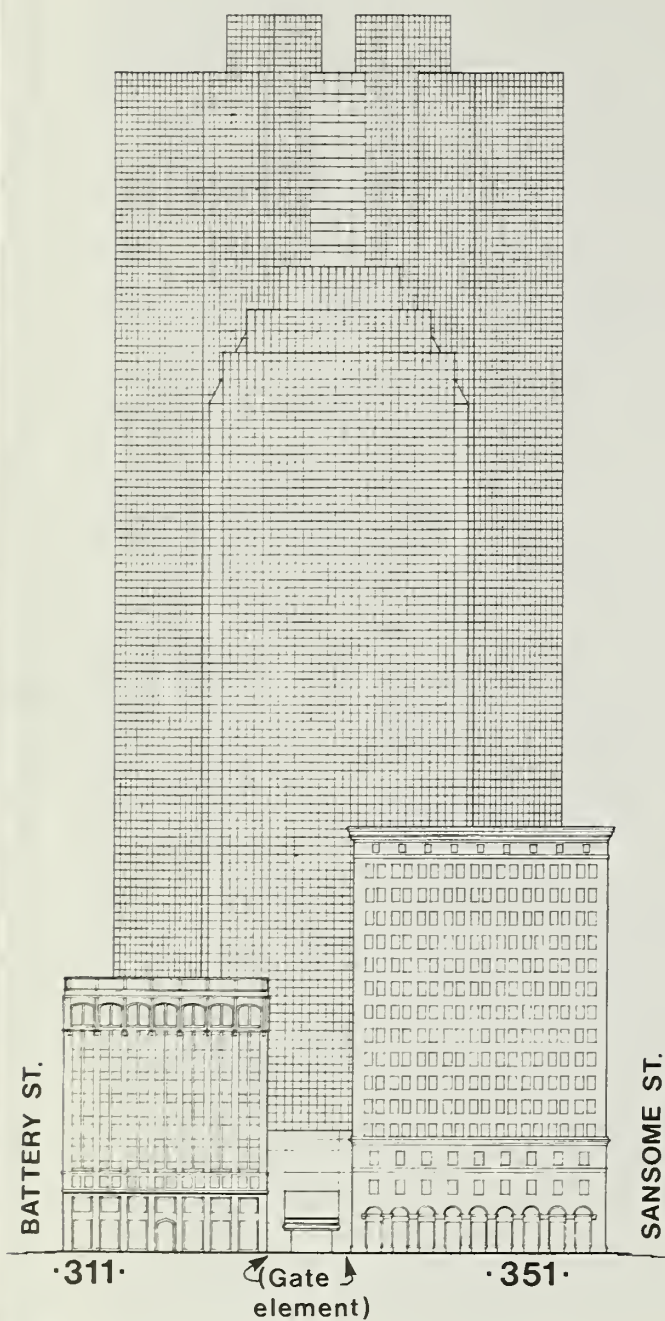 BATTERY ST.
SANSOME ST.
·311·
(Gate
element)
·351·